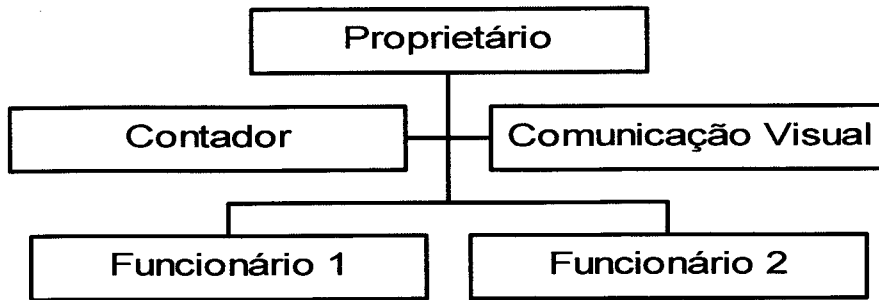 Proprietário
Contador
Comunicação Visual
Funcionário 1
Funcionário 2